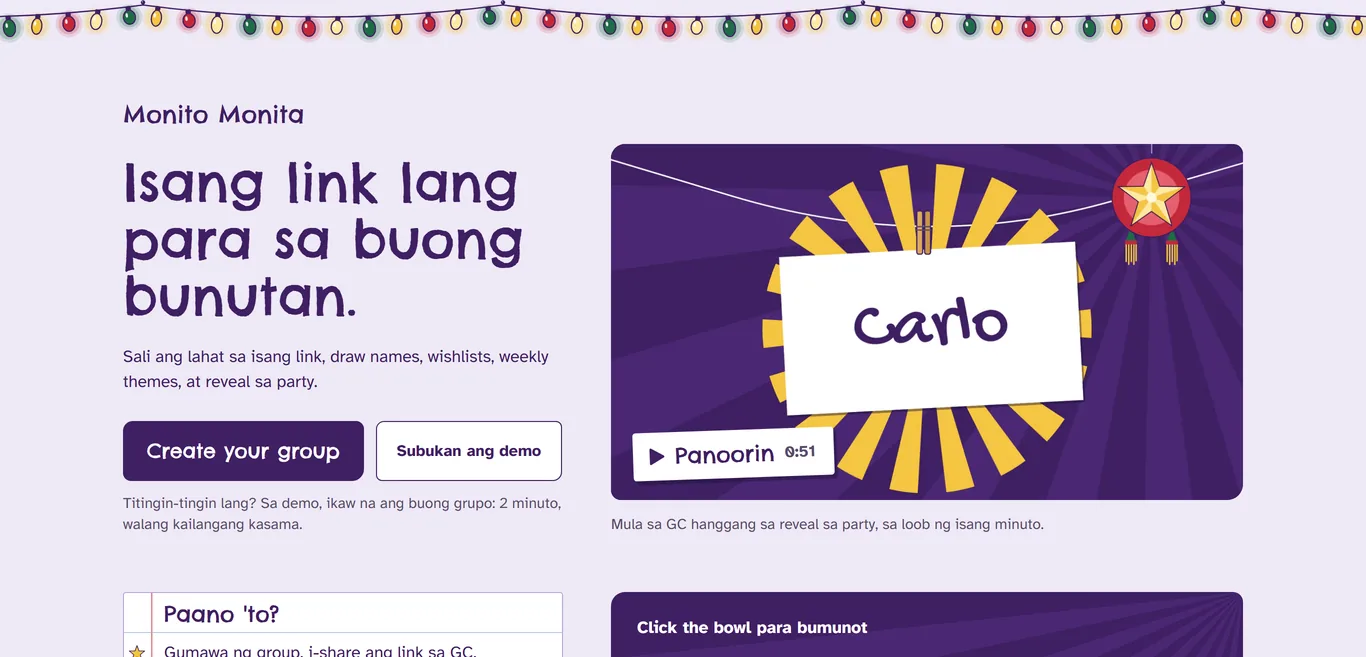 Monito Monita
Isang link lang
para sa buong
bunutan.
Sali ang lahat sa isang link, draw names, wishlists, weekly
themes, at reveal sa party.
Create your group
Subukan ang demo
Titingin-tingin lang? Sa demo, ikaw na ang buong grupo: 2 minuto,
walang kailangang kasama.
Carlo
Panoorin 0:51
Mula sa GC hanggang sa reveal sa party, sa loob ng isang minuto.
Paano 'to?
Gumawa ng group, i-share ang link sa GC.
Click the bowl para bumunot